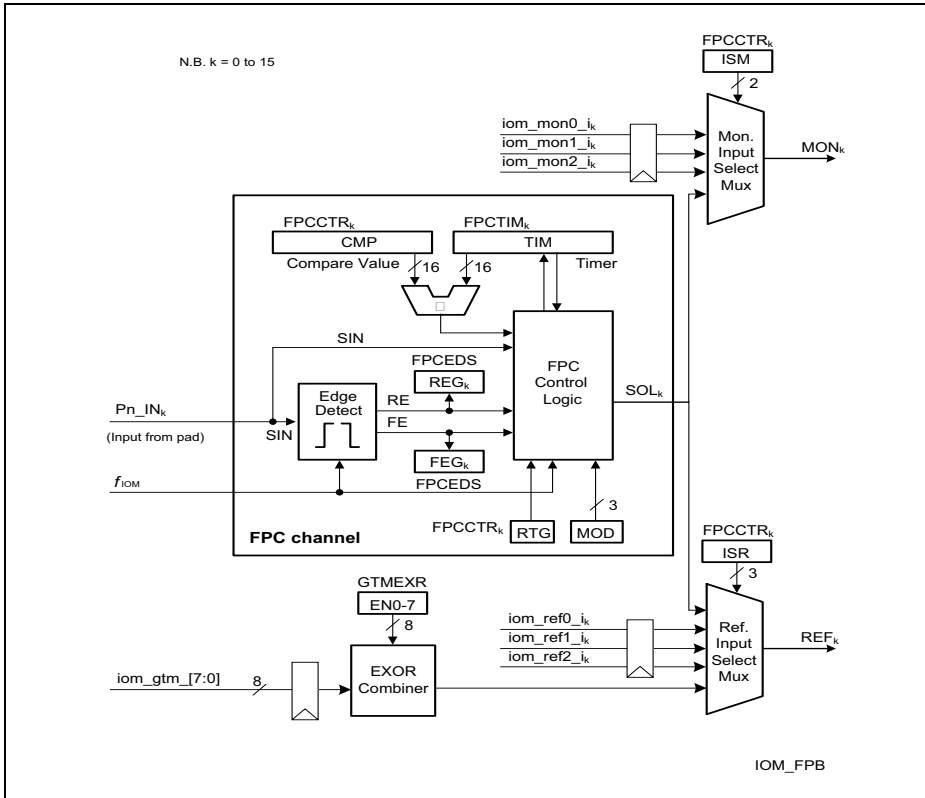 FPCCTRk
ISM
N.B. k = 0 to 15
2
iom_mon0_ik
iom_mon1_ik
iom_mon2_ik
Mon.
Input
Select
Mux
MONk
FPCCTRk
CMP
Compare Value
16
FPCTIMk
TIM
16
Timer
SIN
FPCEDS
REGk
FPC
Control
Logic
SOLk
Pn_INk
(Input from pad)
SIN
Edge
Detect
RE
FE
FEGk
FPCEDS
fIOM
3
FPCCTRk
RTG
MOD
FPC channel
FPCCTRk
ISR
3
GTMEXR
EN0-7
8
iom_ref0_ik
iom_ref1_ik
iom_ref2_ik
Ref.
Input
Select
Mux
REFk
iom_gtm_[7:0]
8
EXOR
Combiner
IOM_FPB